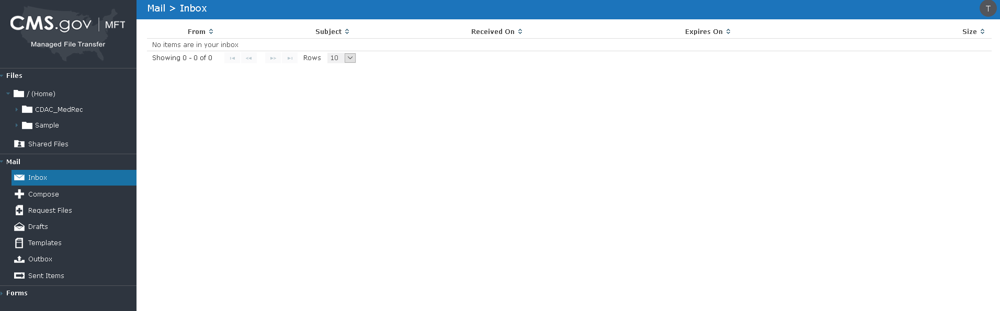 CMS.gov | MFT
Managed File Transfer
Files
/ (Home)
CDAC_MedRec
Sample
Shared Files
Mail
Inbox
Compose
Request Files
Drafts
Templates
Outbox
Sent Items
Forms
Mail > Inbox
T
From Subject Received On Expires On Size
No items are in your inbox
Showing 0 - 0 of 0 Rows 10